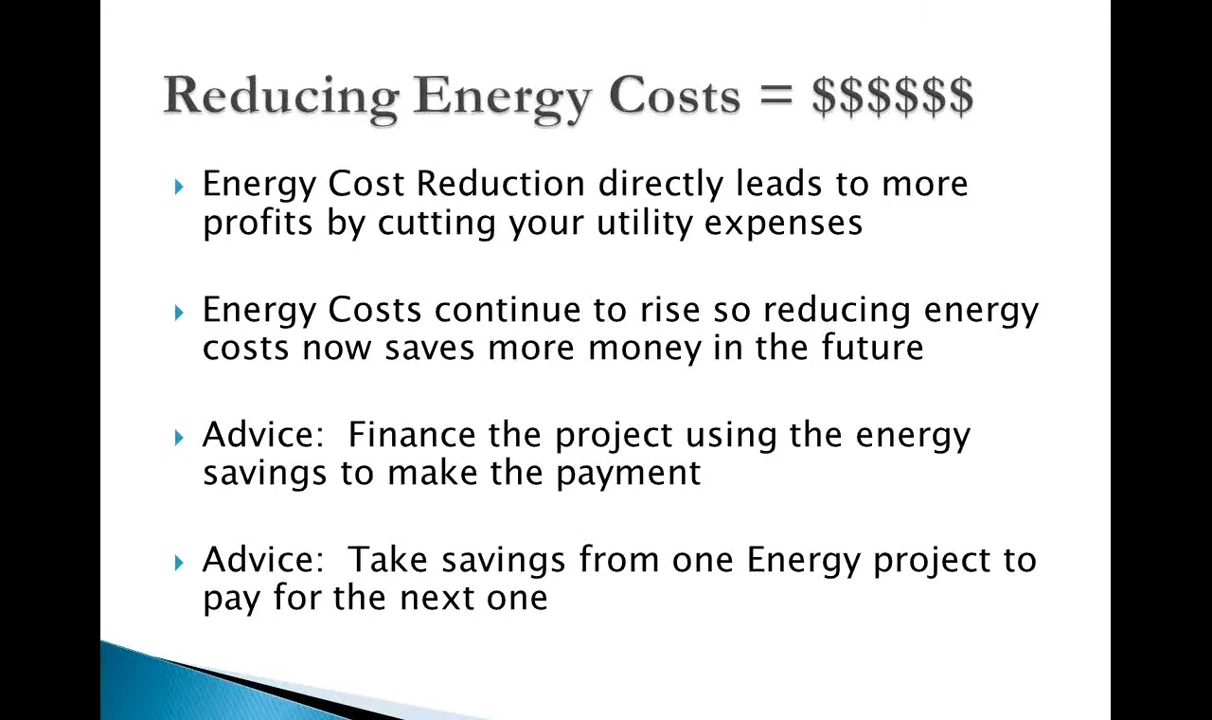 Reducing Energy Costs = $$$$$$
Energy Cost Reduction directly leads to more
profits by cutting your utility expenses
Energy Costs continue to rise so reducing energy
costs now saves more money in the future
Advice:  Finance the project using the energy
savings to make the payment
Advice:  Take savings from one Energy project to
pay for the next one